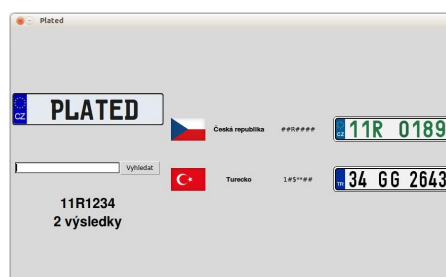 Plated
CZ
PLATED
Vyhledat
11R1234
2 výsledky
Česká republika
##R####
CZ
11R 0189
Turecko
1#$**##
TR
34 GG 2643